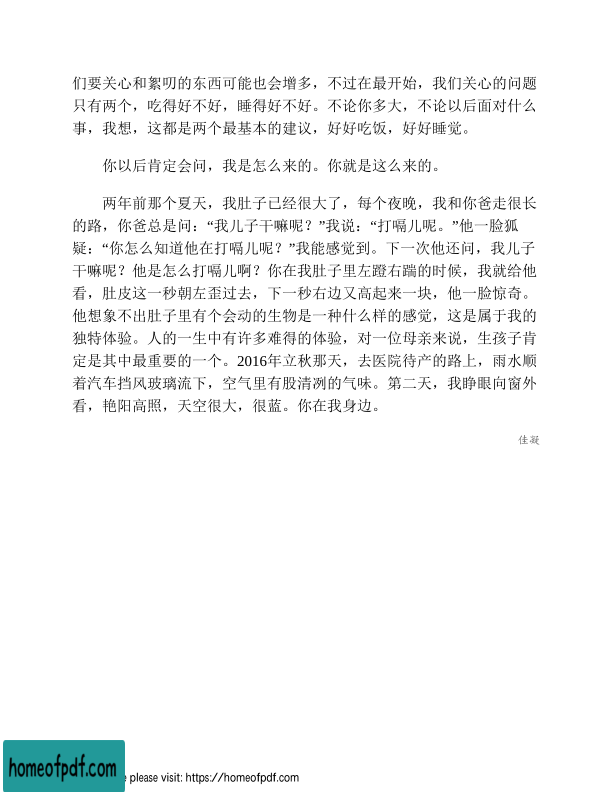 们要关心和絮叨的东西可能也会增多，不过在最开始，我们关心的问题
只有两个，吃得好不好，睡得好不好。不论你多大，不论以后面对什么
事，我想，这都是两个最基本的建议，好好吃饭，好好睡觉。
你以后肯定会问，我是怎么来的。你就是这么来的。
两年前那个夏天，我肚子已经很大了，每个夜晚，我和你爸走很长
的路，你爸总是问：“我儿子干嘛呢？”我说：“打嗝儿呢。”他一脸狐
疑：“你怎么知道他在打嗝儿呢？”我能感觉到。下一次他还问，我儿子
干嘛呢？他是怎么打嗝儿啊？你在我肚子里左蹬右踹的时候，我就给他
看，肚皮这一秒朝左歪过去，下一秒右边又高起来一块，他一脸惊奇。
他想象不出肚子里有个会动的生物是一种什么样的感觉，这是属于我的
独特体验。人的一生中有许多难得的体验，对一位母亲来说，生孩子肯
定是其中最重要的一个。2016年立秋那天，去医院待产的路上，雨水顺
着汽车挡风玻璃流下，空气里有股清冽的气味。第二天，我睁眼向窗外
看，艳阳高照，天空很大，很蓝。你在我身边。
佳凝
homeofpdf.com
e please visit: https://homeofpdf.com